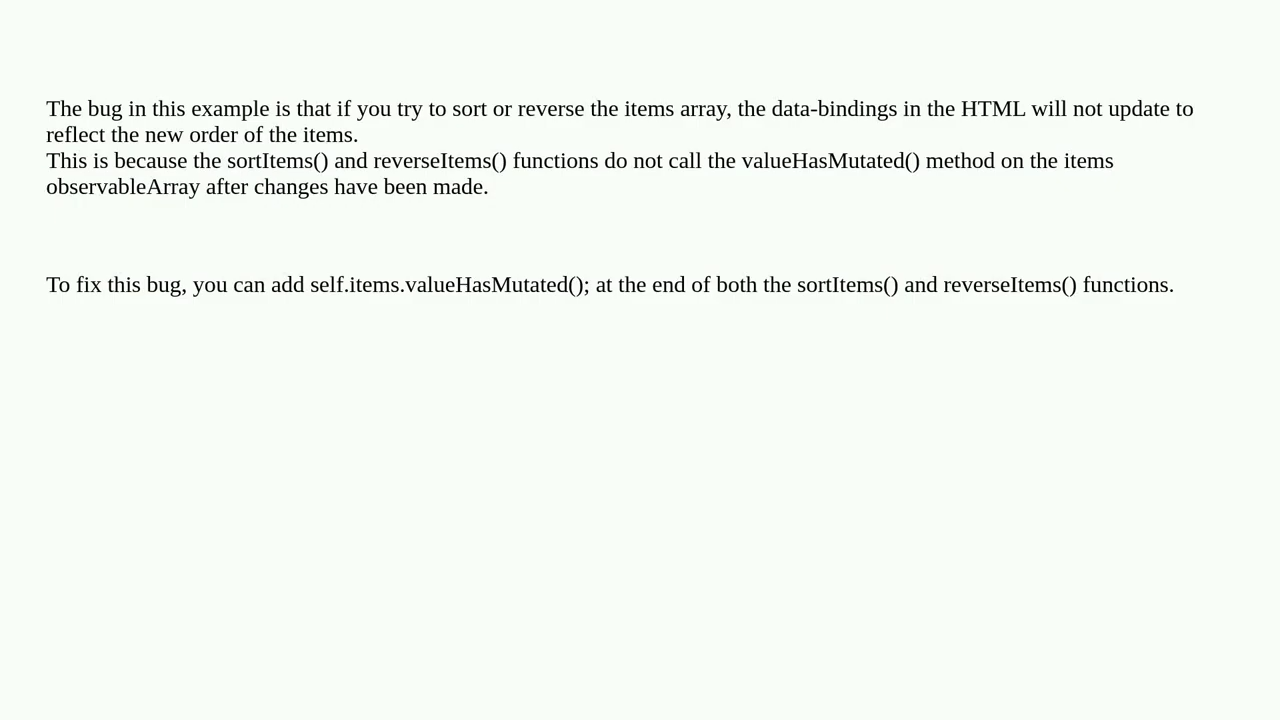 The bug in this example is that if you try to sort or reverse the items array, the data-bindings in the HTML will not update to
reflect the new order of the items.
This is because the sortItems() and reverseItems() functions do not call the valueHasMutated() method on the items
observableArray after changes have been made.
To fix this bug, you can add self.items.valueHasMutated(); at the end of both the sortItems() and reverseItems() functions.